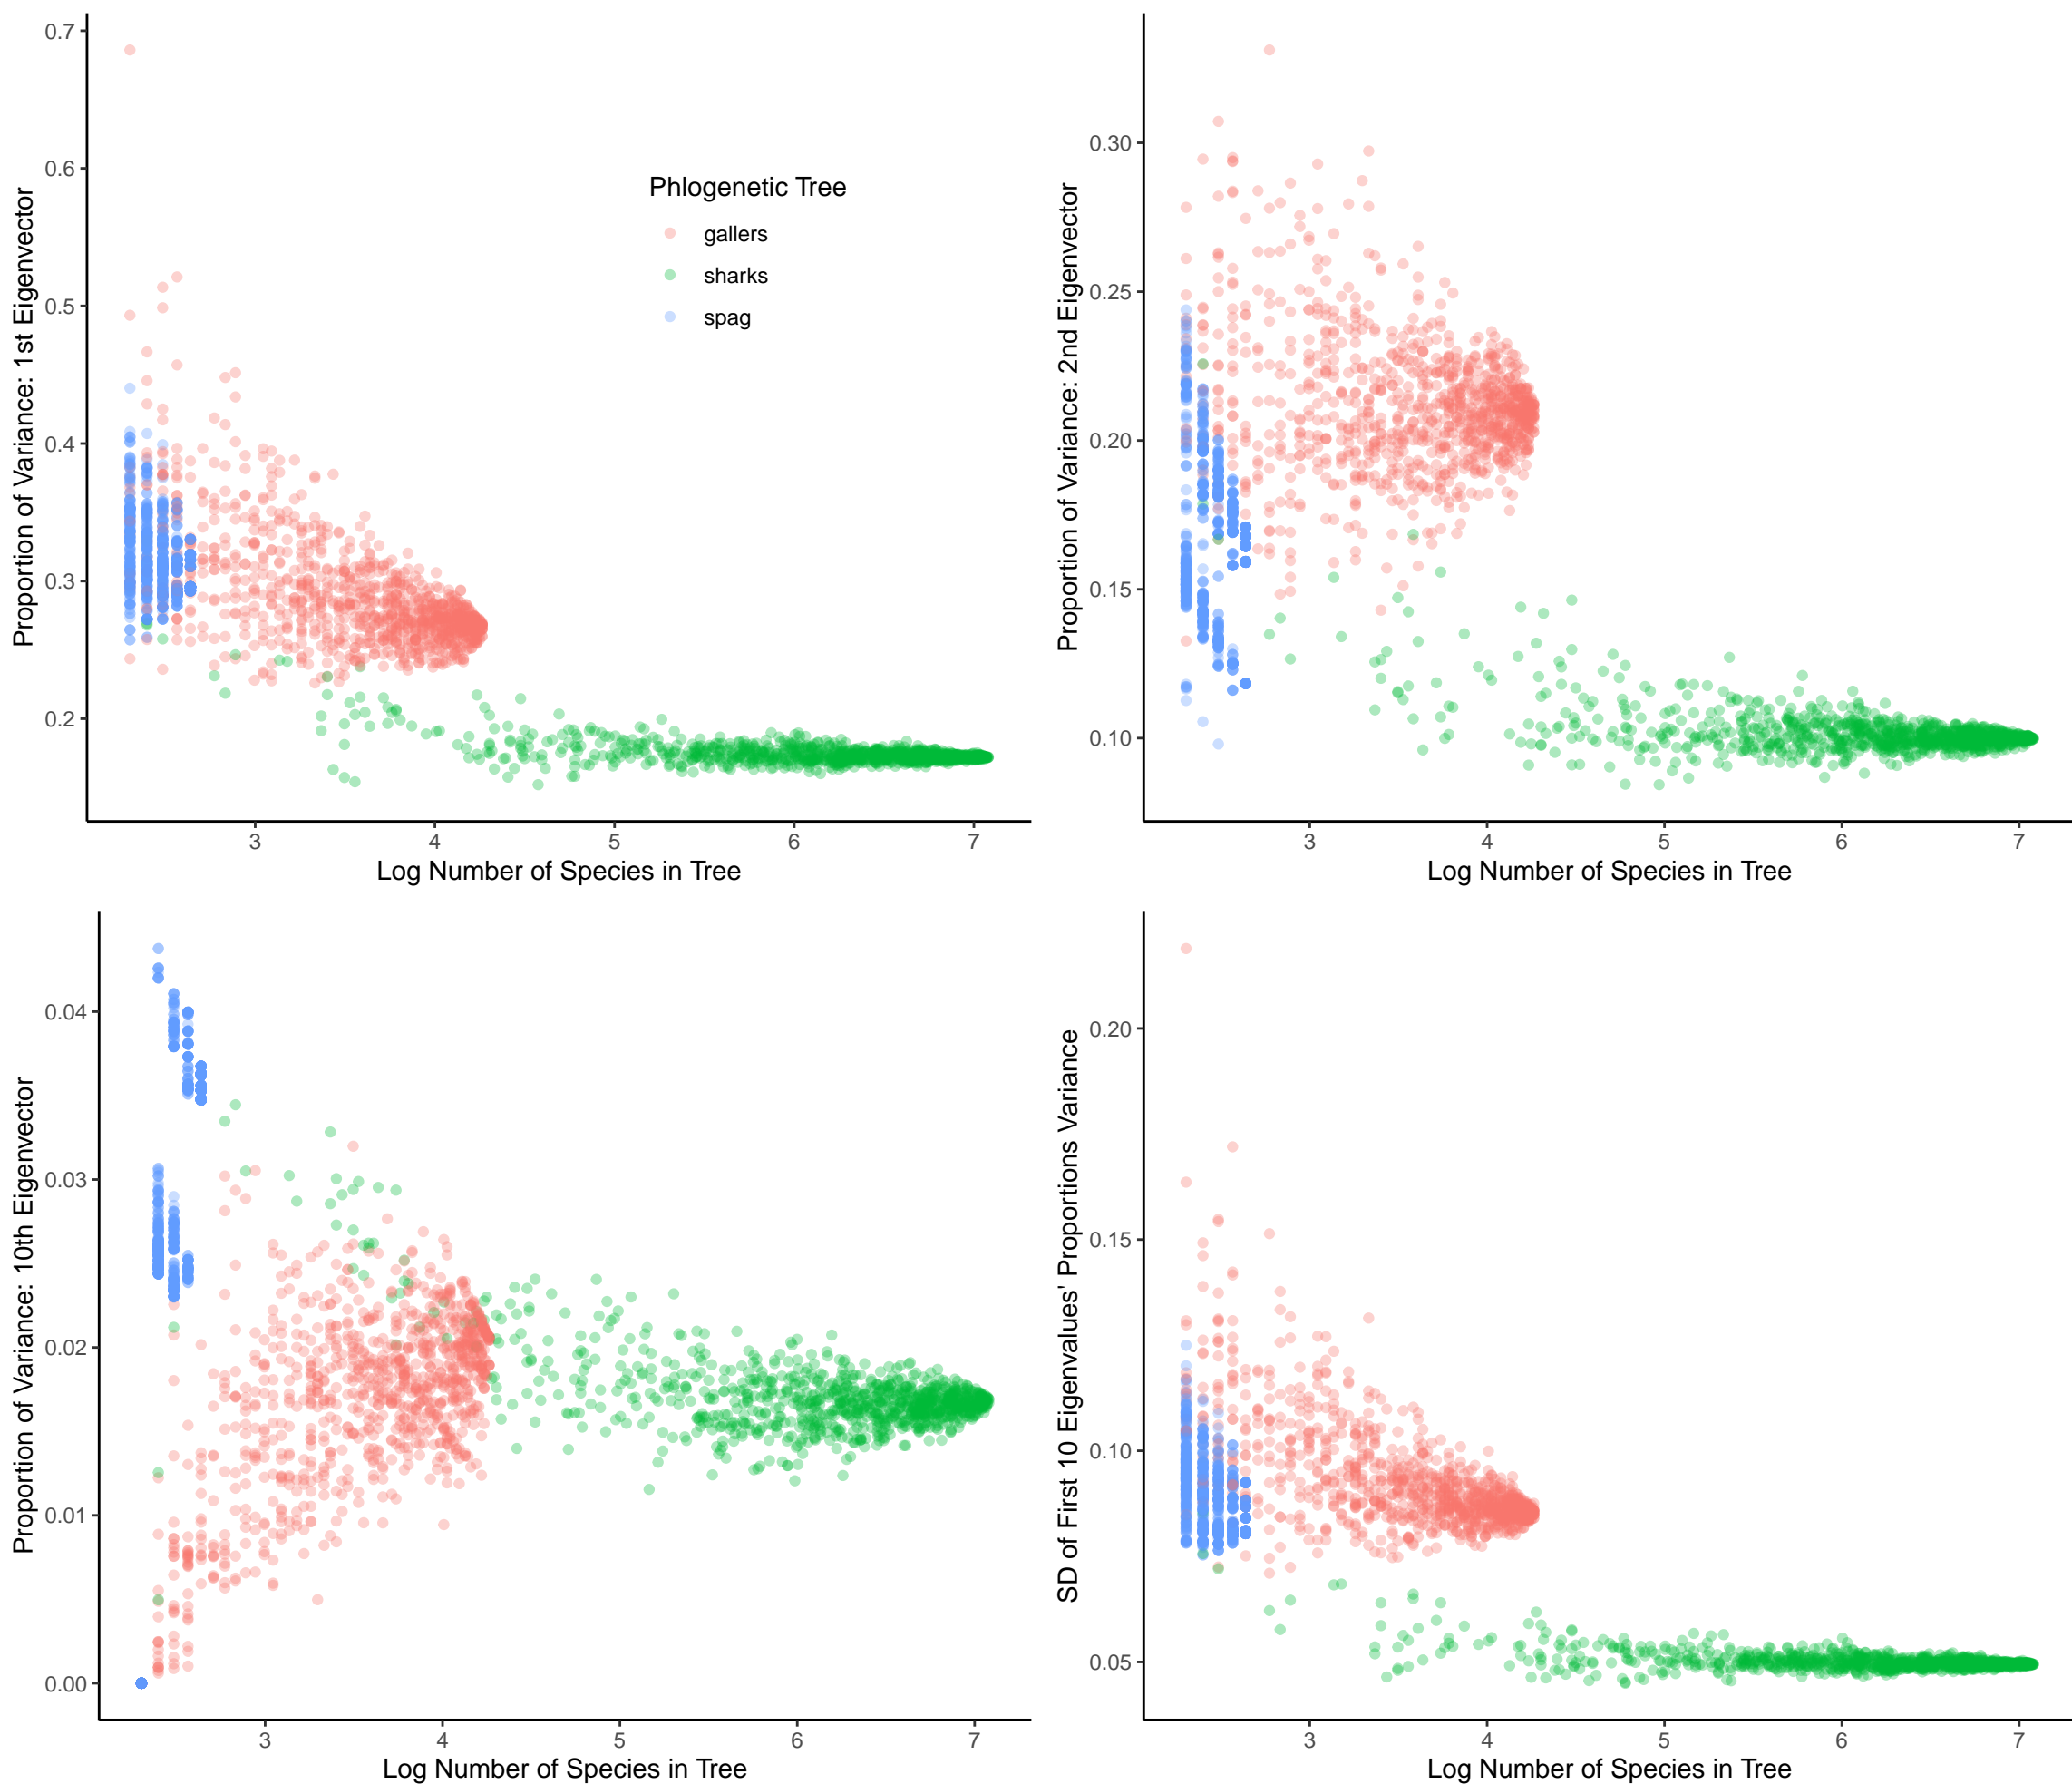 Proportion of Variance: 1st Eigenvector
0.7
0.6
0.5
0.4
0.3
0.2
Phlogenetic Tree
gallers
sharks
spag
3 4 5 6 7
Log Number of Species in Tree
Proportion of Variance: 2nd Eigenvector
0.30
0.25
0.20
0.15
0.10
3 4 5 6 7
Log Number of Species in Tree
Proportion of Variance: 10th Eigenvector
0.04
0.03
0.02
0.01
0.00
3 4 5 6 7
Log Number of Species in Tree
SD of First 10 Eigenvalues' Proportions Variance
0.20
0.15
0.10
0.05
3 4 5 6 7
Log Number of Species in Tree